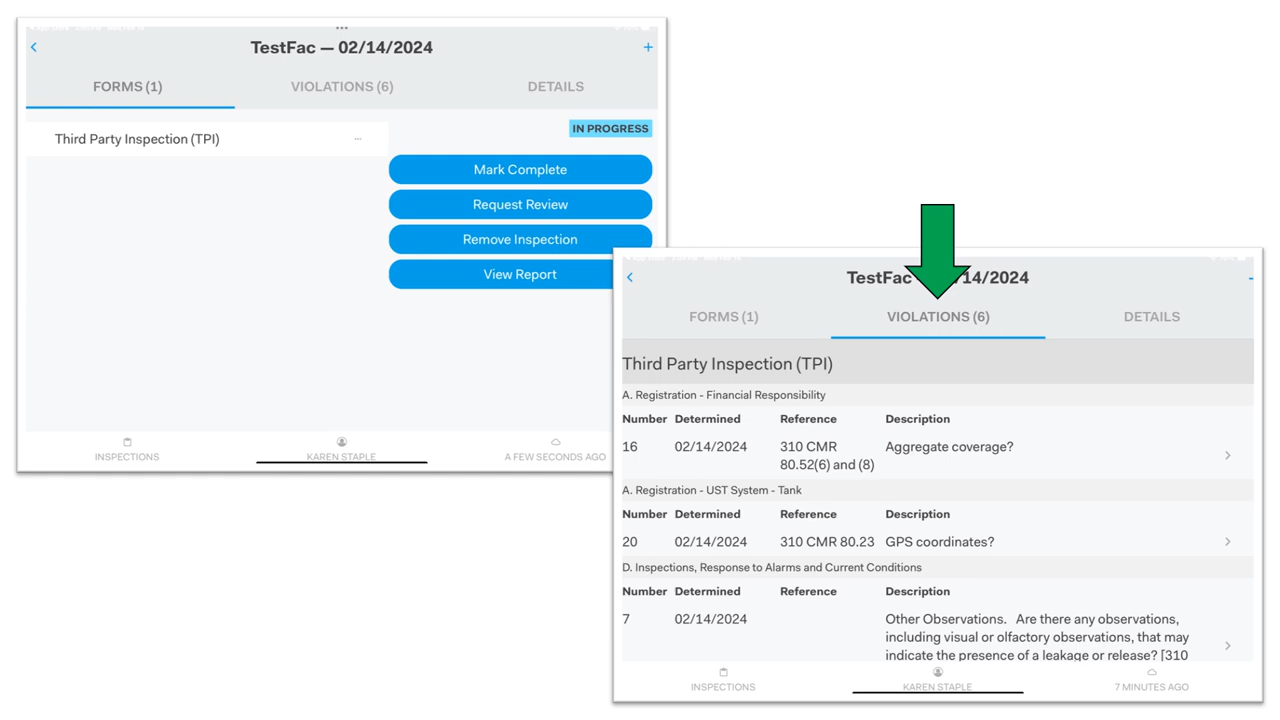 TestFac — 02/14/2024
+
FORMS (1) VIOLATIONS (6) DETAILS
Third Party Inspection (TPI) ...
IN PROGRESS
Mark Complete
Request Review
Remove Inspection
View Report
INSPECTIONS KAREN STAPLE A FEW SECONDS AGO
TestFac 14/2024
FORMS (1) VIOLATIONS (6) DETAILS
Third Party Inspection (TPI)
A. Registration - Financial Responsibility
Number Determined Reference Description
16 02/14/2024 310 CMR Aggregate coverage?
80.52(6) and (8)
A. Registration - UST System - Tank
Number Determined Reference Description
20 02/14/2024 310 CMR 80.23 GPS coordinates?
D. Inspections, Response to Alarms and Current Conditions
Number Determined Reference Description
7 02/14/2024 Other Observations. Are there any observations,
including visual or olfactory observations, that may
indicate the presence of a leakage or release? [310
INSPECTIONS KAREN STAPLE 7 MINUTES AGO